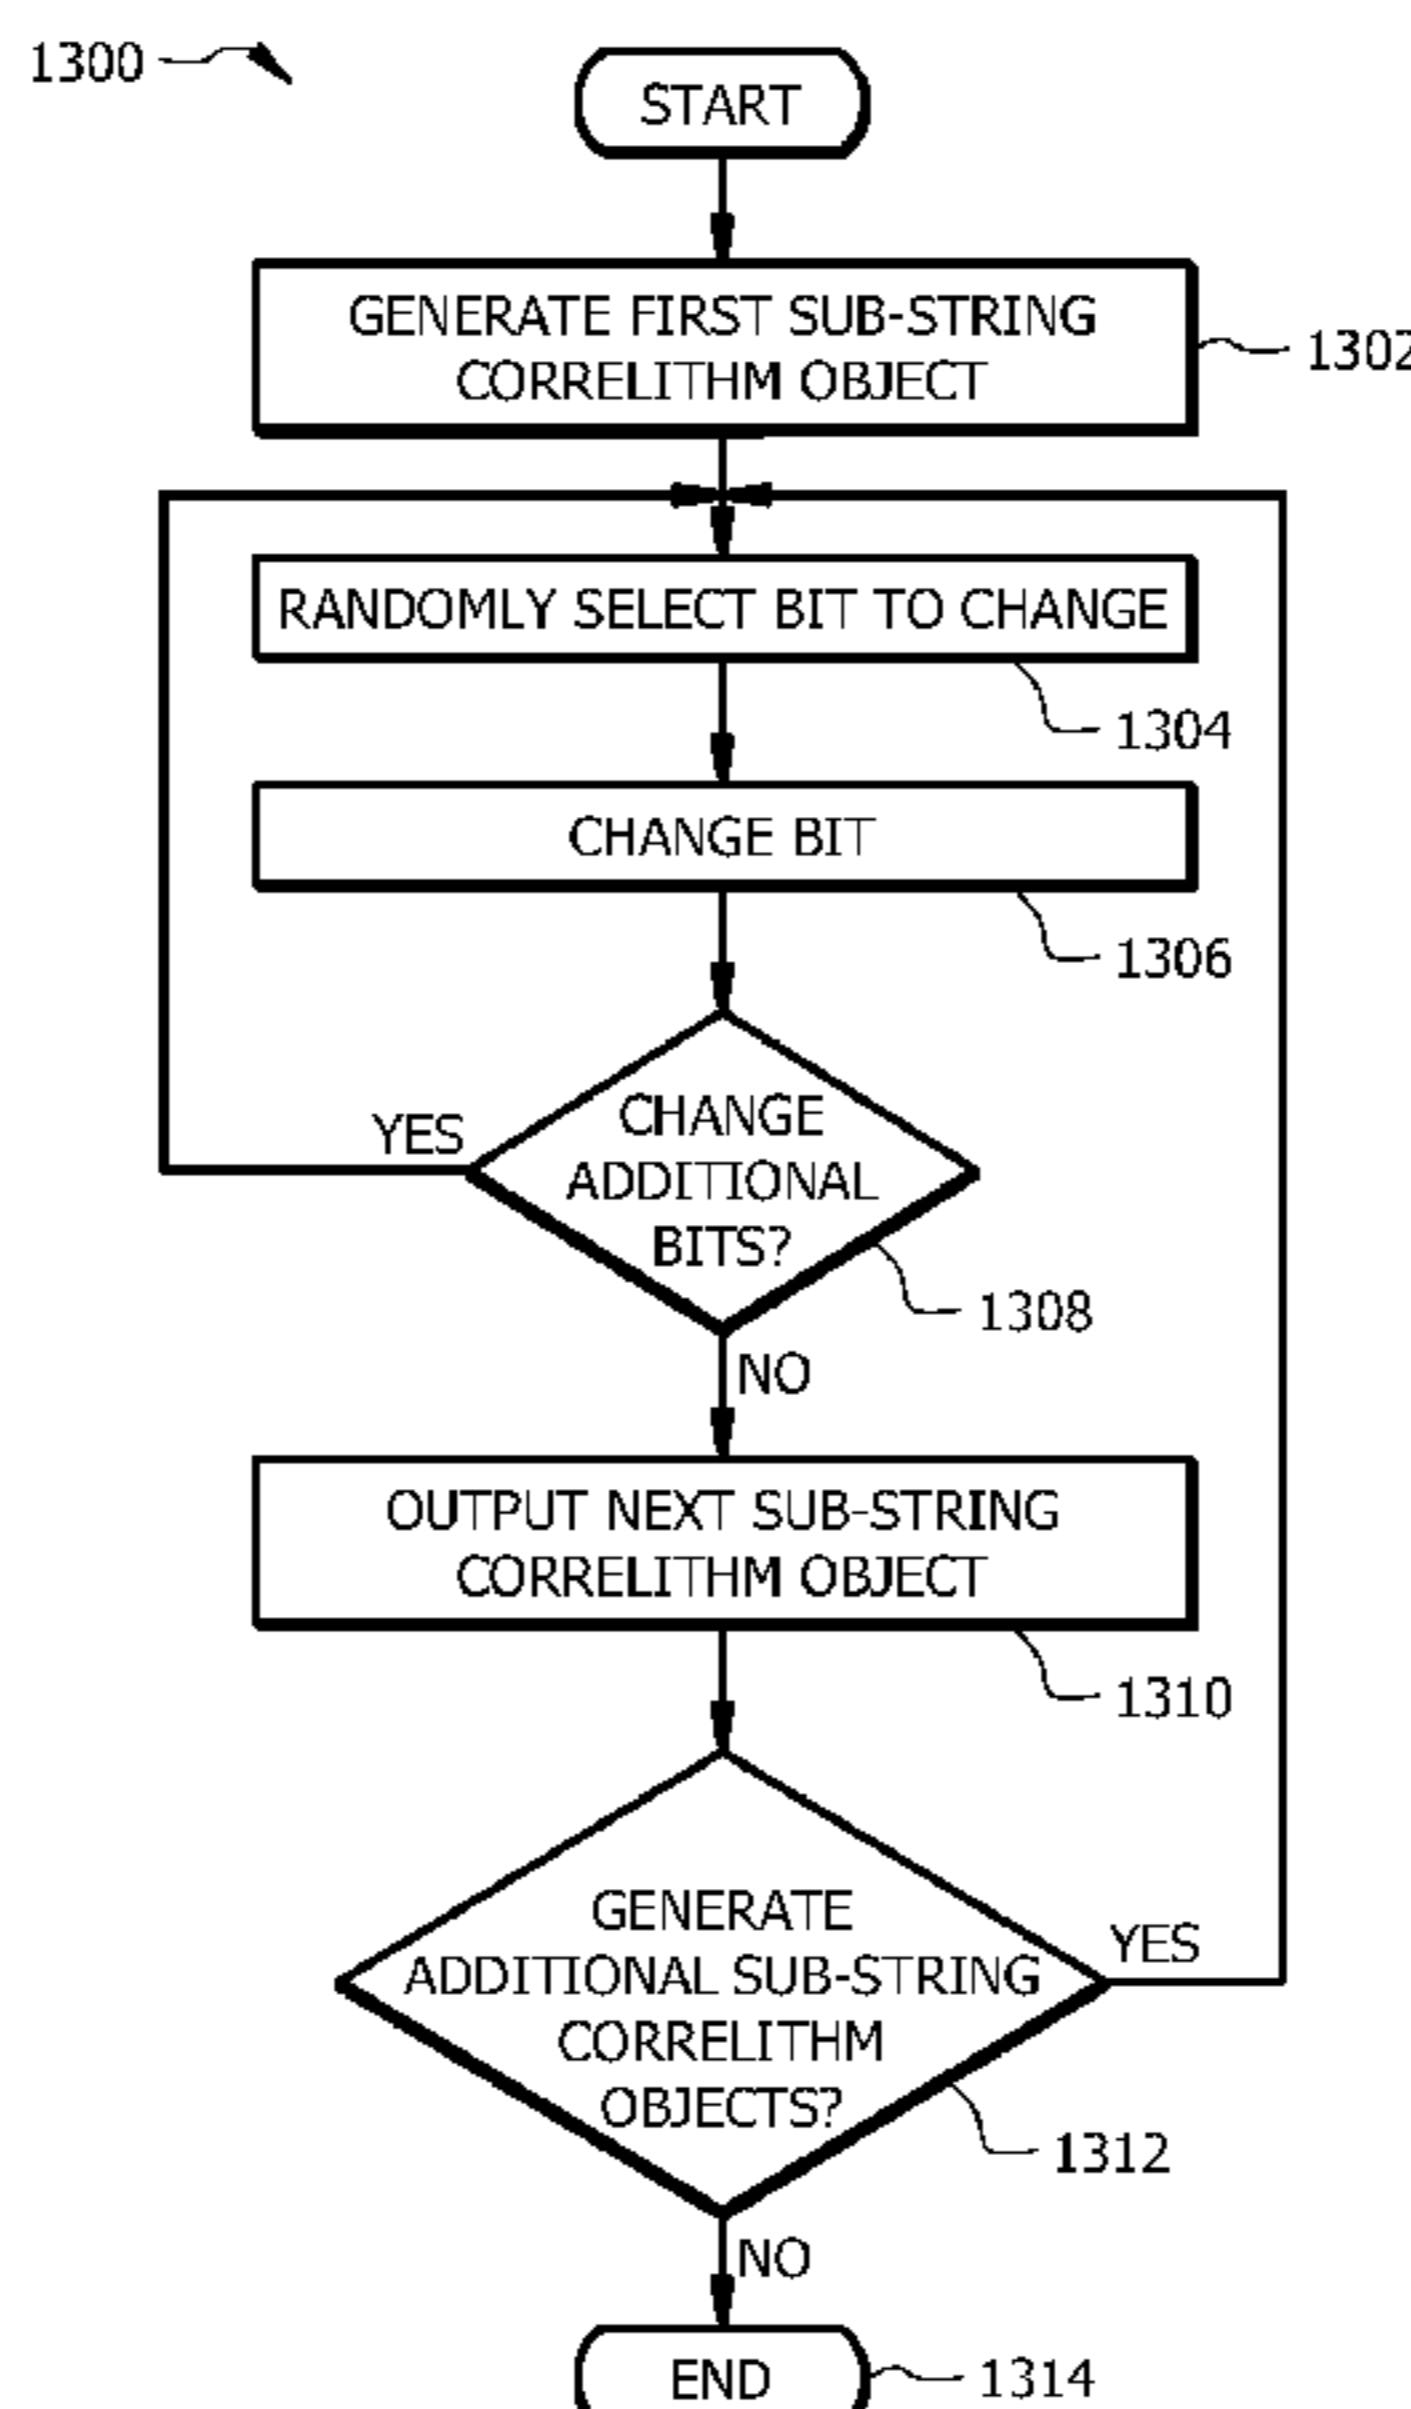 1300
START
GENERATE FIRST SUB-STRING
CORRELITHM OBJECT
1302
RANDOMLY SELECT BIT TO CHANGE
1304
CHANGE BIT
1306
CHANGE
ADDITIONAL
BITS?
YES
1308
NO
OUTPUT NEXT SUB-STRING
CORRELITHM OBJECT
1310
GENERATE
ADDITIONAL SUB-STRING
CORRELITHM
OBJECTS?
YES
1312
NO
END
1314